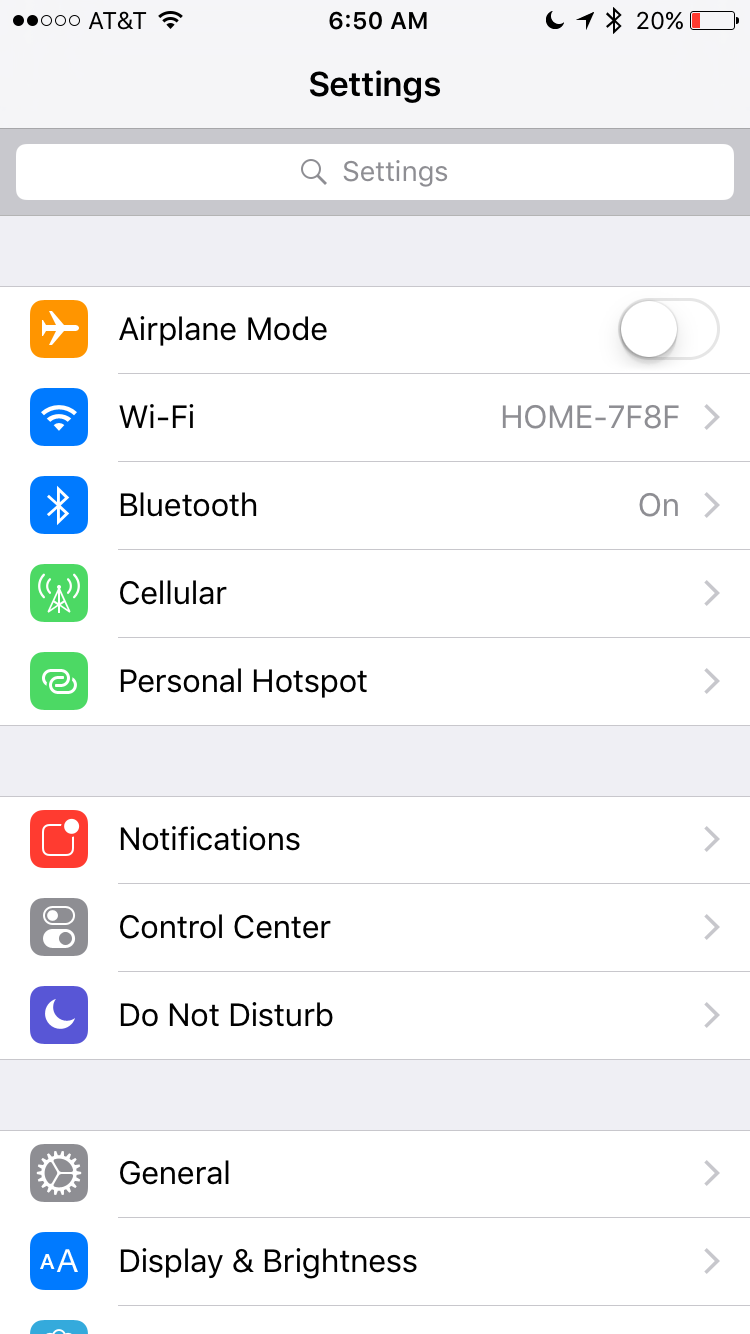 AT&T 6:50 AM 20%
Settings
Settings
Airplane Mode
Wi-Fi HOME-7F8F
Bluetooth On
Cellular
Personal Hotspot
Notifications
Control Center
Do Not Disturb
General
AA Display & Brightness